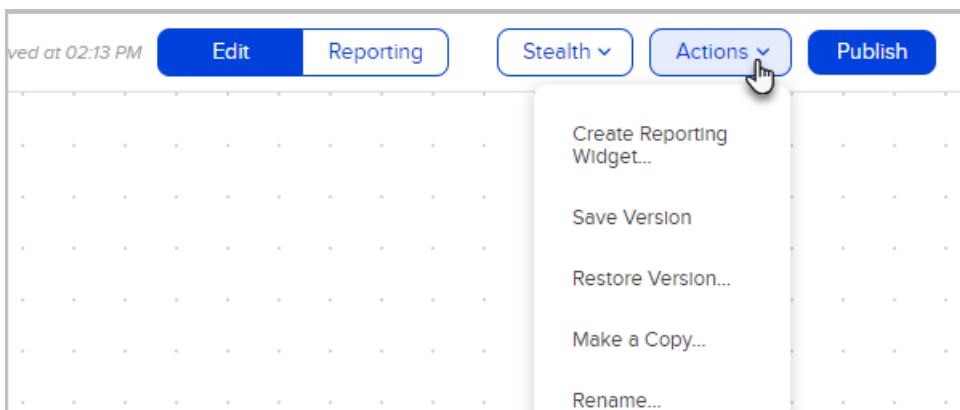 ved at 02:13 PM Edit Reporting Stealth Actions Publish
Create Reporting
Widget...
Save Version
Restore Version...
Make a Copy...
Rename...